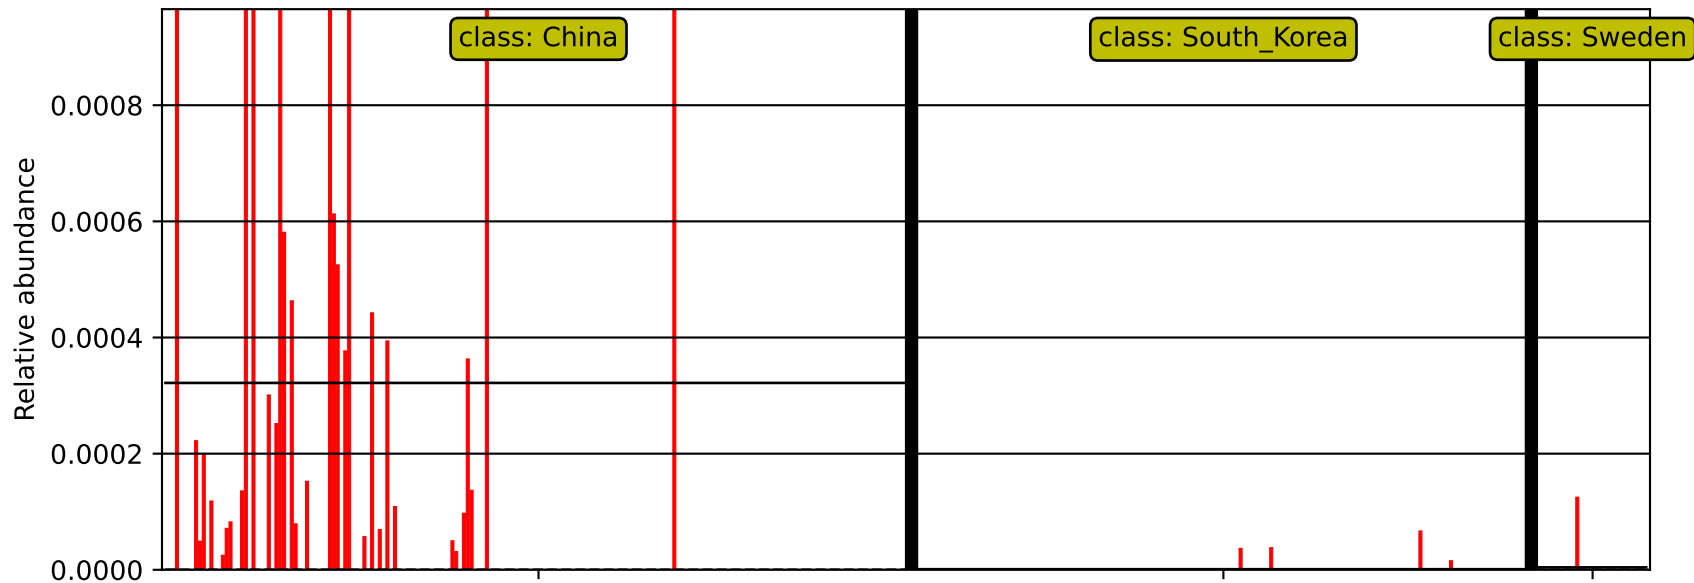 class: China
class: South_Korea
class: Sweden
Relative abundance
0.0008
0.0006
0.0004
0.0002
0.0000